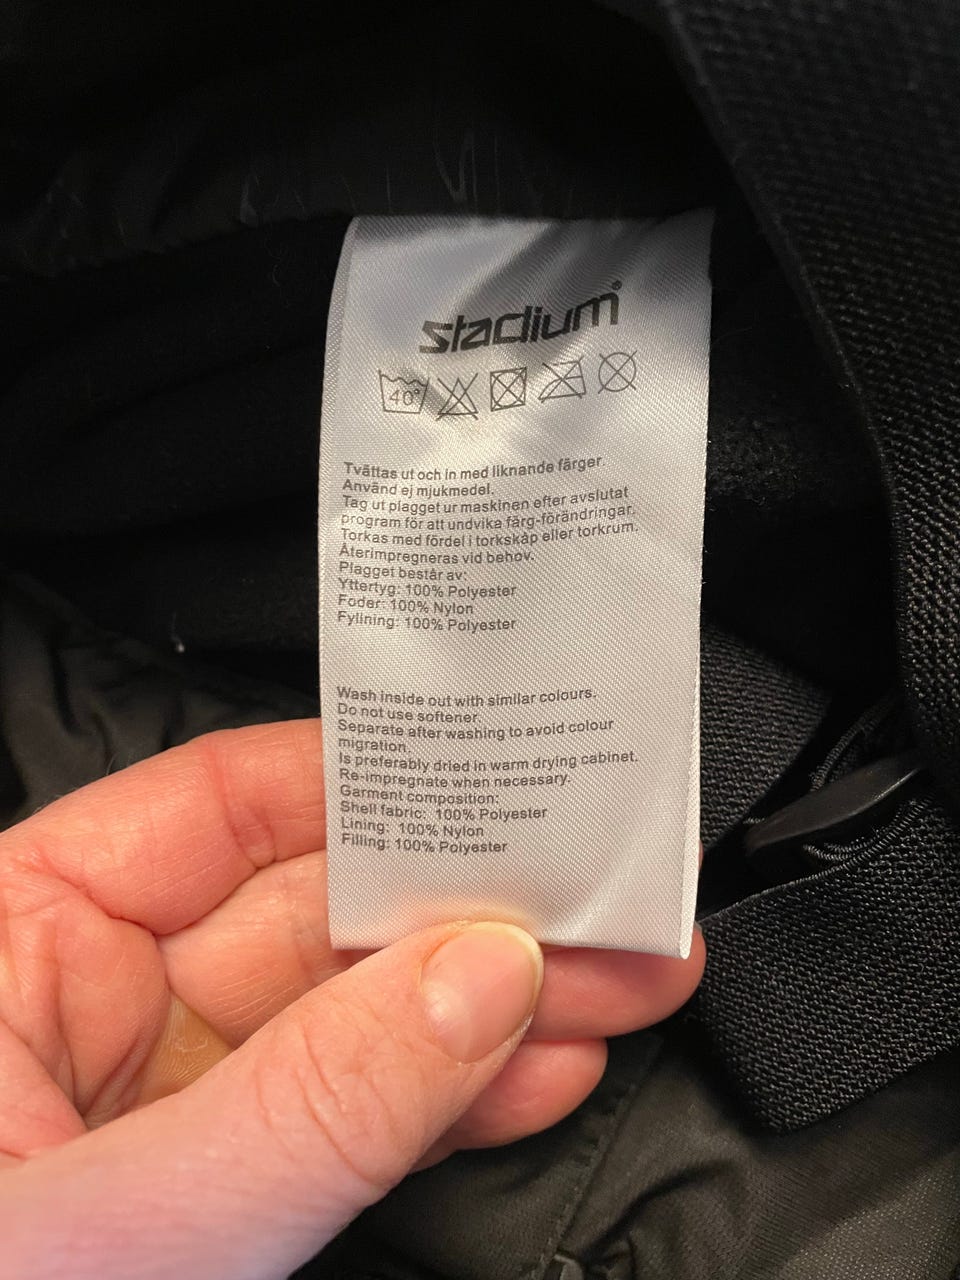 stadium®
40°
Tvättas ut och in med liknande färger.
Använd ej mjukmedel.
Tag ut plagget ur maskinen efter avslutat
program för att undvika färg-förändringar.
Torkas med fördel i torkskåp eller torkrum.
Återimpregneras vid behov.
Plagget består av:
Yttertyg: 100% Polyester
Foder: 100% Nylon
Fylining: 100% Polyester
Wash inside out with similar colours.
Do not use softener.
Separate after washing to avoid colour
migration.
Is preferably dried in warm drying cabinet.
Re-impregnate when necessary.
Garment composition:
Shell fabric: 100% Polyester
Lining: 100% Nylon
Filling: 100% Polyester